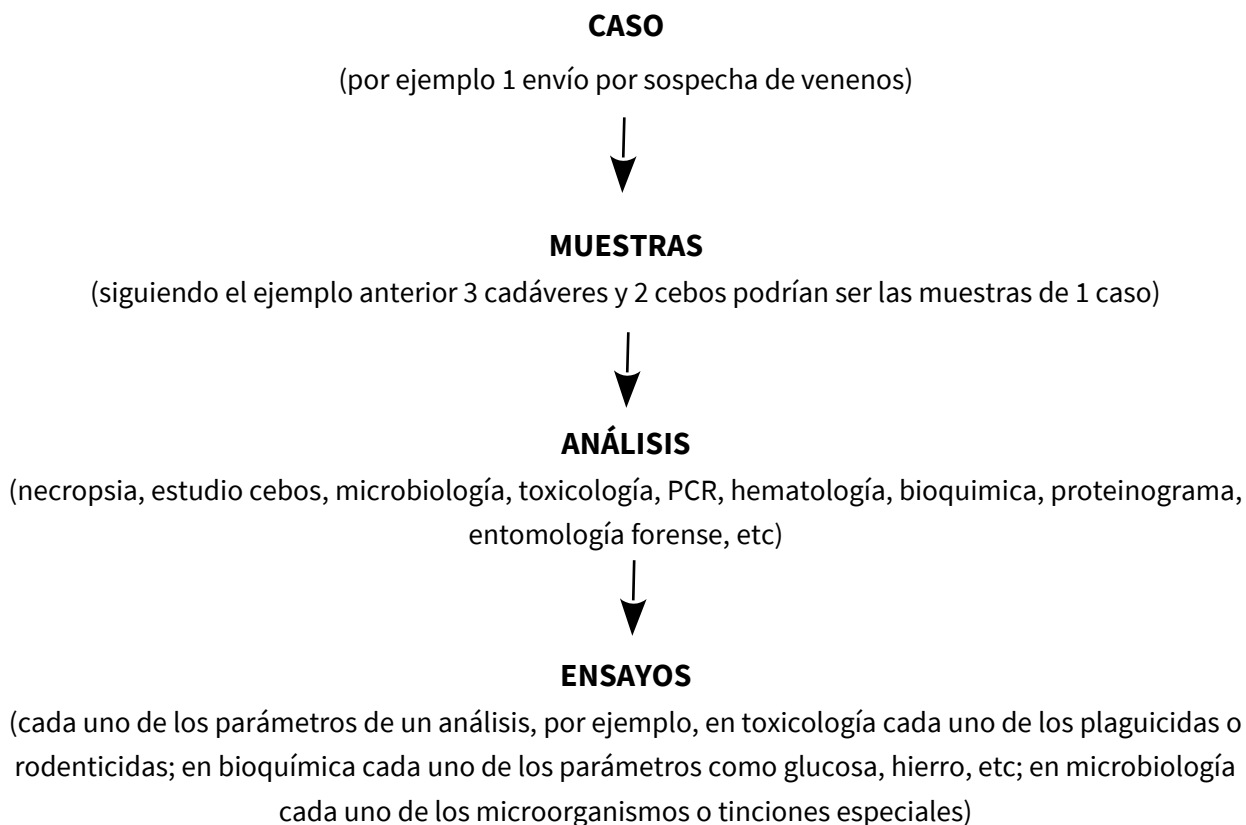 CASO
(por ejemplo 1 envío por sospecha de venenos)
MUESTRAS
(siguiendo el ejemplo anterior 3 cadáveres y 2 cebos podrían ser las muestras de 1 caso)
ANÁLISIS
(necropsia, estudio cebos, microbiología, toxicología, PCR, hematología, bioquimica, proteinograma,
entomología forense, etc)
ENSAYOS
(cada uno de los parámetros de un análisis, por ejemplo, en toxicología cada uno de los plaguicidas o
rodenticidas; en bioquímica cada uno de los parámetros como glucosa, hierro, etc; en microbiología
cada uno de los microorganismos o tinciones especiales)